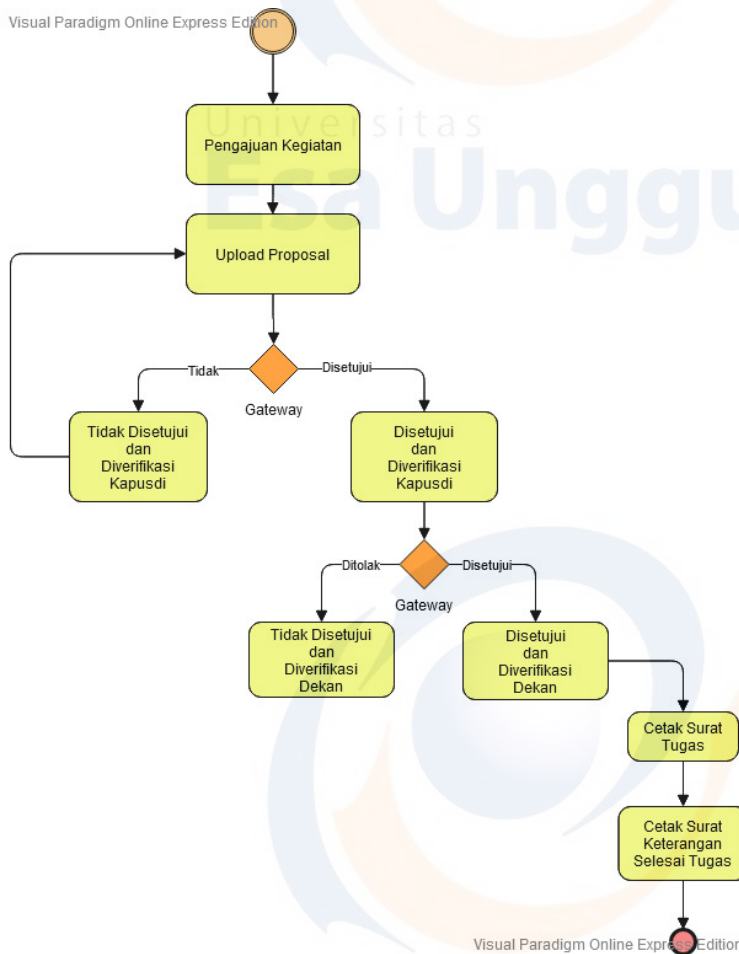 Visual Paradigm Online Express Edition
Universitas
Esa Unggu
Pengajuan Kegiatan
Upload Proposal
Tidak
Disetujui
Gateway
Tidak Disetujui
dan
Diverifikasi
Kapusdi
Disetujui
dan
Diverifikasi
Kapusdi
Ditolak
Disetujui
Gateway
Tidak Disetujui
dan
Diverifikasi
Dekan
Disetujui
dan
Diverifikasi
Dekan
Cetak Surat
Tugas
Cetak Surat
Keterangan
Selesai Tugas
Visual Paradigm Online Express Edition